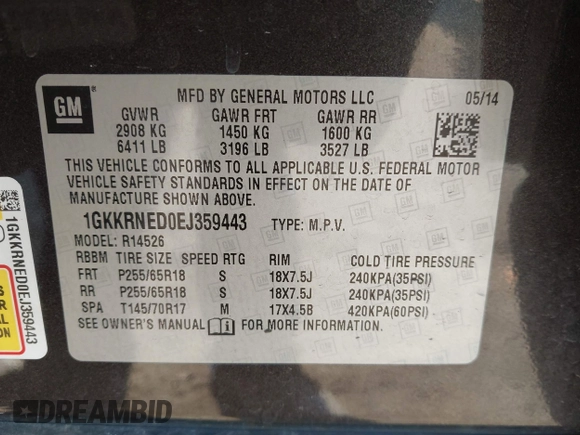 GM
MFD BY GENERAL MOTORS LLC 05/14
GVWR GAWR FRT GAWR RR
2908 KG 1450 KG 1600 KG
6411 LB 3196 LB 3527 LB
THIS VEHICLE CONFORMS TO ALL APPLICABLE U.S. FEDERAL MOTOR
VEHICLE SAFETY STANDARDS IN EFFECT ON THE DATE OF
MANUFACTURE SHOWN ABOVE.
1GKKRNED0EJ359443 TYPE: M.P.V.
MODEL: R14526
RBBM TIRE SIZE SPEED RTG RIM COLD TIRE PRESSURE
FRT P255/65R18 S 18X7.5J 240KPA(35PSI)
RR P255/65R18 S 18X7.5J 240KPA(35PSI)
SPA T145/70R17 M 17X4.5B 420KPA(60PSI)
SEE OWNER'S MANUAL FOR MORE INFORMATION.
1GKKRNED0EJ359443
DREAMBID